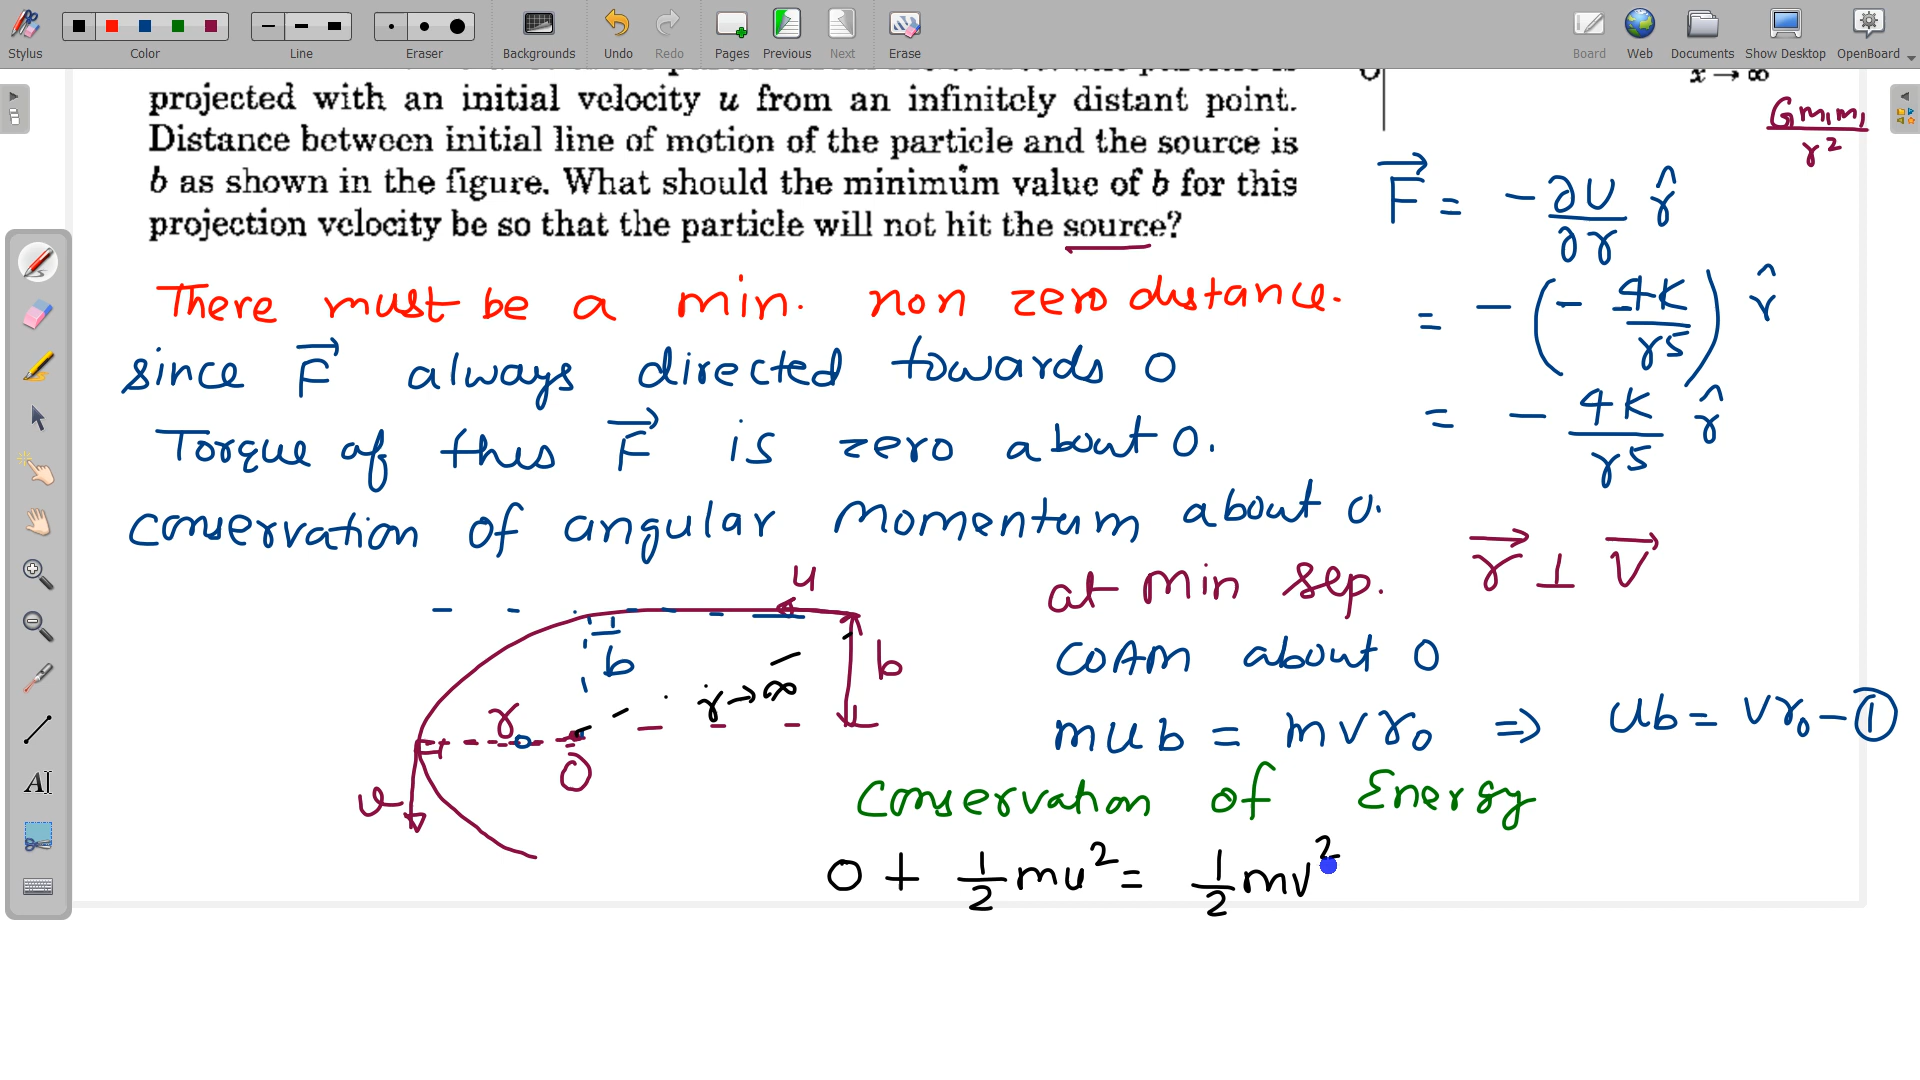 Stylus Color Line Eraser Backgrounds Undo Redo Pages Previous Next Erase Board Web Documents Show Desktop OpenBoard
projected with an initial velocity u from an infinitely distant point.
Distance between initial line of motion of the particle and the source is
b as shown in the figure. What should the minimum value of b for this
projection velocity be so that the particle will not hit the source?
x → ∞
Gm₁m₁/r²
F⃗ = - ∂U/∂r r̂
= - (- 4K/r5) r̂
= - 4K/r5 r̂
There must be a min. non zero distance.
since F⃗ always directed towards O
Torque of this F⃗ is zero about O.
conservation of angular momentum about O.
at min sep. r⃗ ⊥ V⃗
COAM about O
mub = mvr₀ ⇒ ub = vr₀ - ①
Conservation of Energy
0 + 1/2 mu² = 1/2 mv²
u
b
b
r → ∞
r₀
O
v
AI